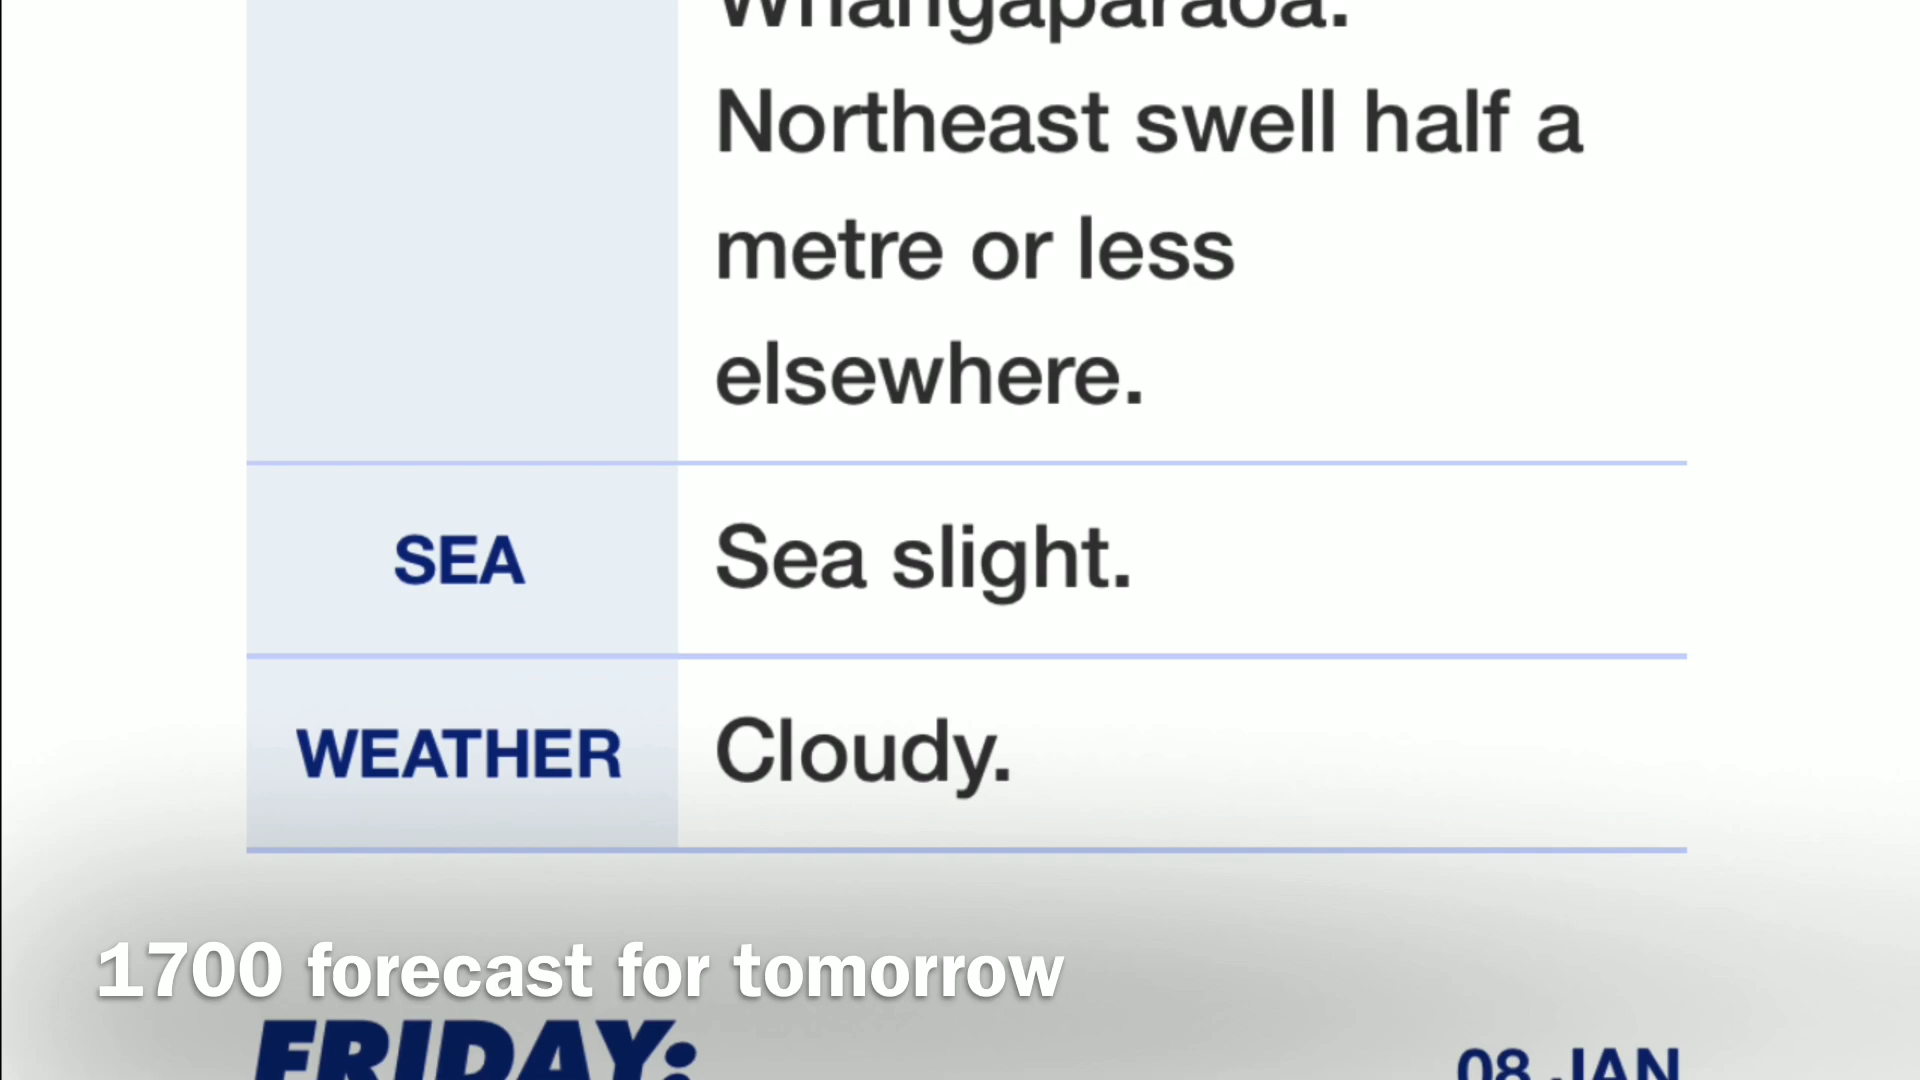 Whangaparaoa.
Northeast swell half a
metre or less
elsewhere.
SEA
Sea slight.
WEATHER
Cloudy.
1700 forecast for tomorrow
FRIDAY:
08 JAN